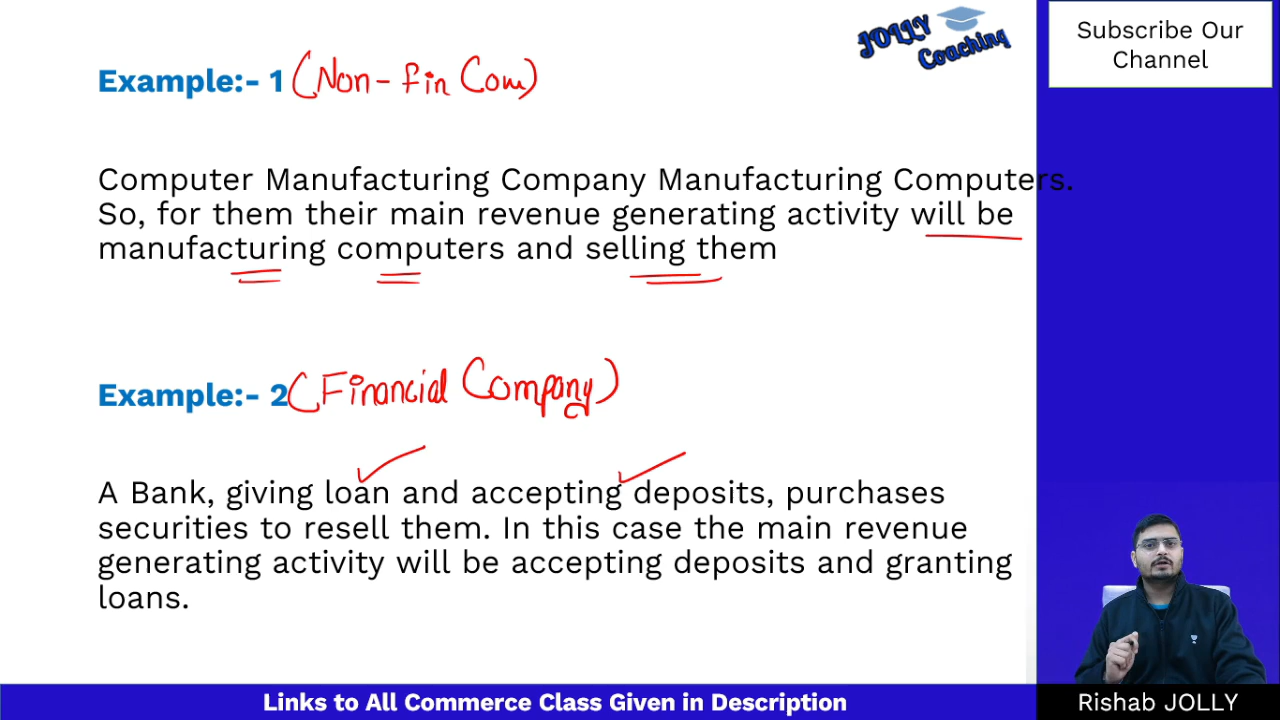 JOLLY
Coaching
Subscribe Our
Channel
Example:- 1 (Non-fin Com)
Computer Manufacturing Company Manufacturing Computers.
So, for them their main revenue generating activity will be
manufacturing computers and selling them
Example:- 2 (Financial Company)
A Bank, giving loan and accepting deposits, purchases
securities to resell them. In this case the main revenue
generating activity will be accepting deposits and granting
loans.
Links to All Commerce Class Given in Description
Rishab JOLLY